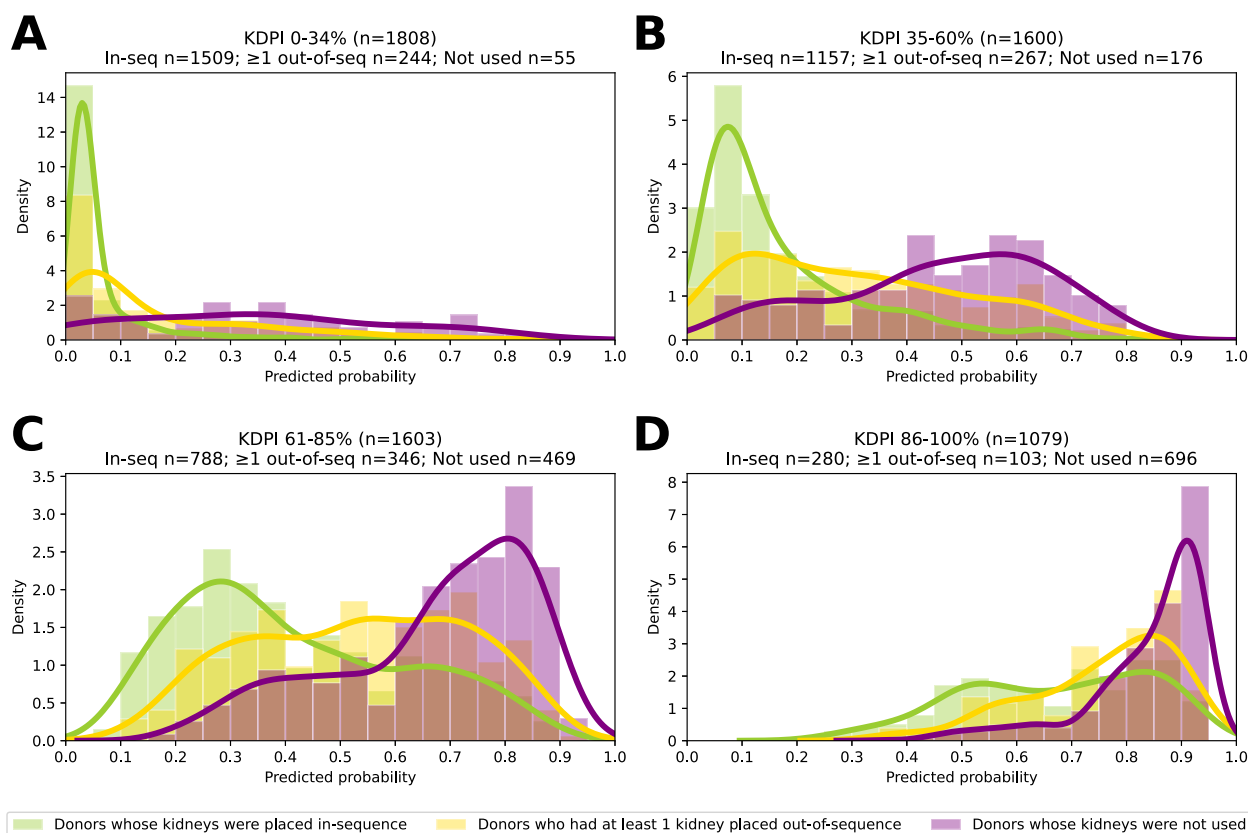 A
KDPI 0-34% (n=1808)
In-seq n=1509; ≥1 out-of-seq n=244; Not used n=55
Density
14
12
10
8
6
4
2
0
0.0 0.1 0.2 0.3 0.4 0.5 0.6 0.7 0.8 0.9 1.0
Predicted probability
B
KDPI 35-60% (n=1600)
In-seq n=1157; ≥1 out-of-seq n=267; Not used n=176
Density
6
5
4
3
2
1
0
0.0 0.1 0.2 0.3 0.4 0.5 0.6 0.7 0.8 0.9 1.0
Predicted probability
C
KDPI 61-85% (n=1603)
In-seq n=788; ≥1 out-of-seq n=346; Not used n=469
Density
3.5
3.0
2.5
2.0
1.5
1.0
0.5
0.0
0.0 0.1 0.2 0.3 0.4 0.5 0.6 0.7 0.8 0.9 1.0
Predicted probability
D
KDPI 86-100% (n=1079)
In-seq n=280; ≥1 out-of-seq n=103; Not used n=696
Density
8
7
6
5
4
3
2
1
0
0.0 0.1 0.2 0.3 0.4 0.5 0.6 0.7 0.8 0.9 1.0
Predicted probability
Donors whose kidneys were placed in-sequence
Donors who had at least 1 kidney placed out-of-sequence
Donors whose kidneys were not used